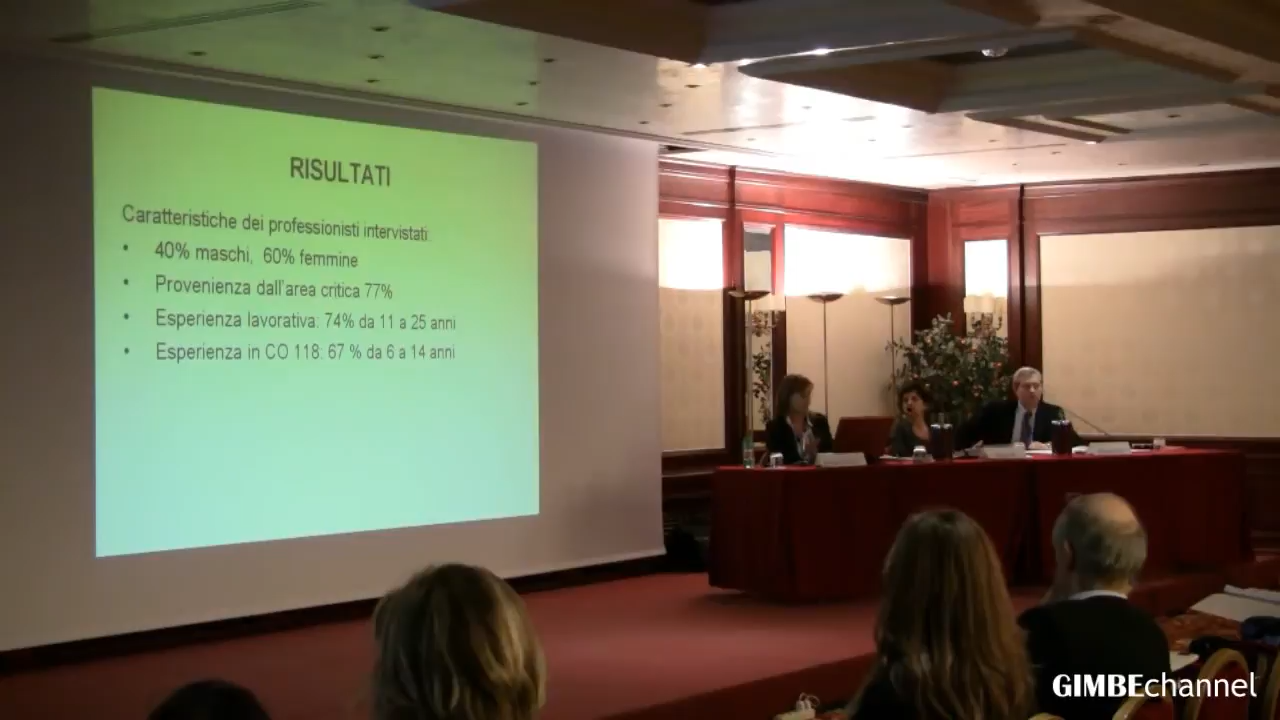 RISULTATI
Caratteristiche dei professionisti intervistati:
• 40% maschi, 60% femmine
• Provenienza dall'area critica 77%
• Esperienza lavorativa: 74% da 11 a 25 anni
• Esperienza in CO 118: 67 % da 6 a 14 anni
GIMBEchannel